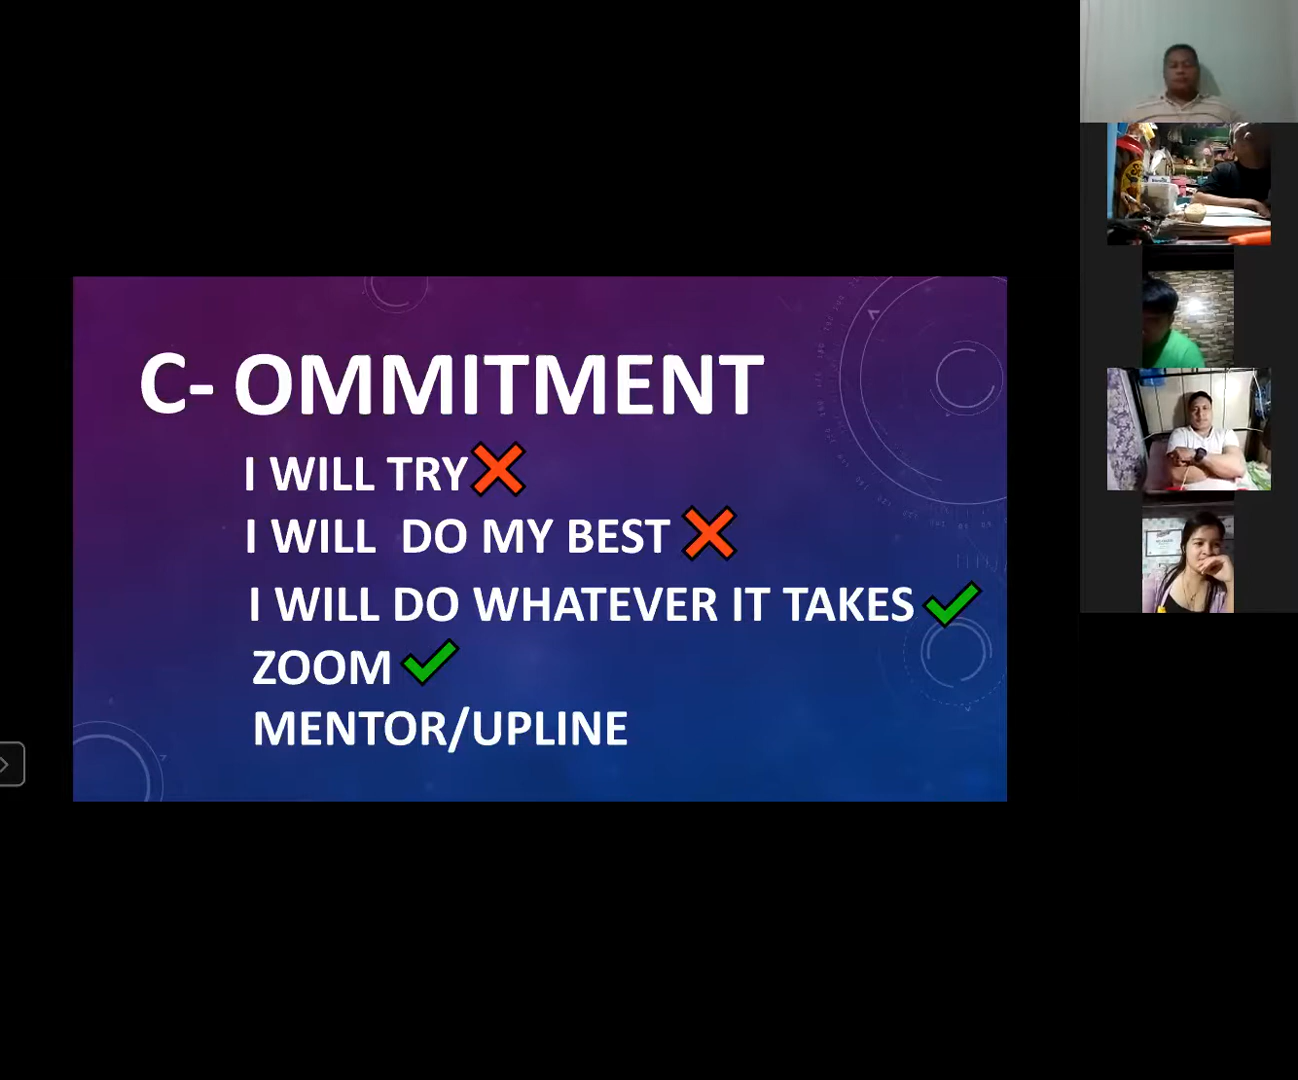 C- OMMITMENT
I WILL TRY
I WILL DO MY BEST
I WILL DO WHATEVER IT TAKES
ZOOM
MENTOR/UPLINE